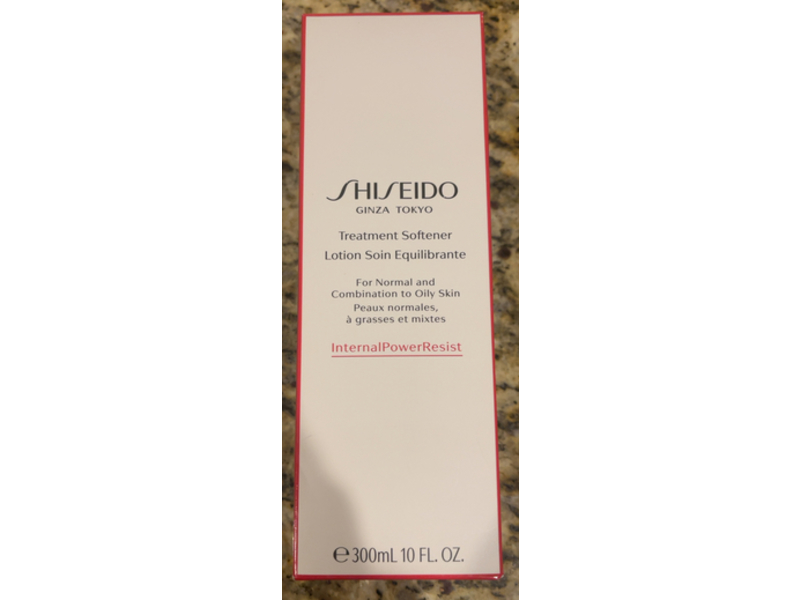 SHISEIDO
GINZA TOKYO
Treatment Softener
Lotion Soin Equilibrante
For Normal and
Combination to Oily Skin
Peaux normales,
à grasses et mixtes
InternalPowerResist
℮300mL 10 FL. OZ.